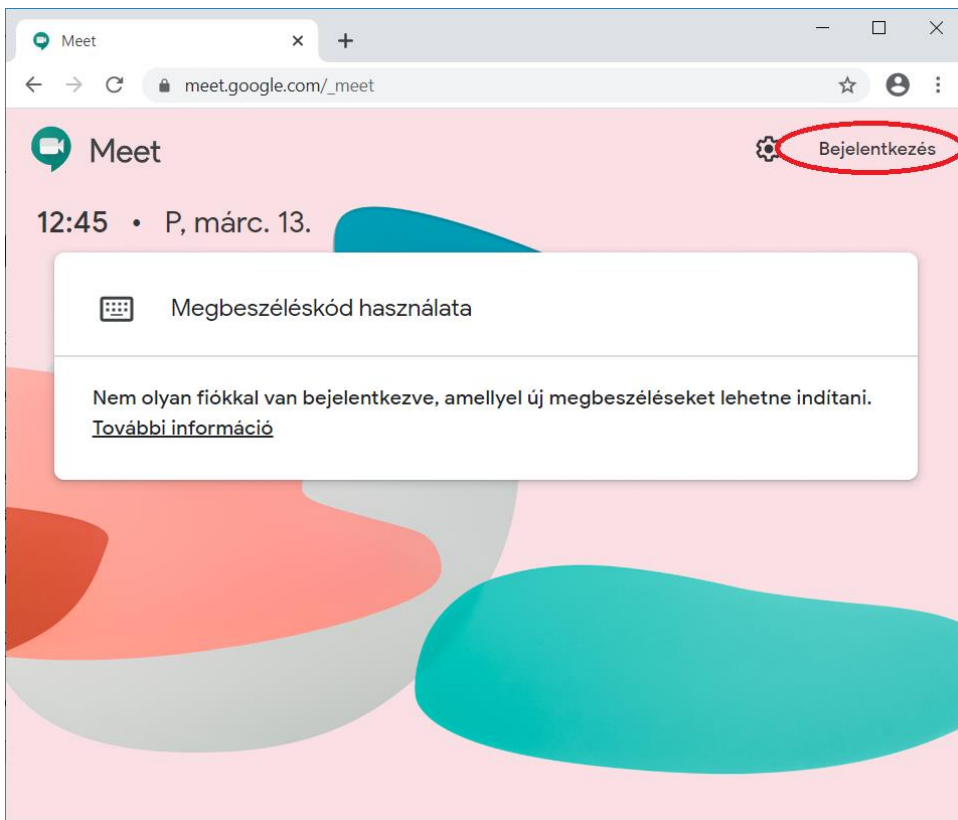 Meet
meet.google.com/_meet
Meet
Bejelentkezés
12:45 • P, márc. 13.
Megbeszéléskód használata
Nem olyan fiókkal van bejelentkezve, amellyel új megbeszéléseket lehetne indítani.
További információ